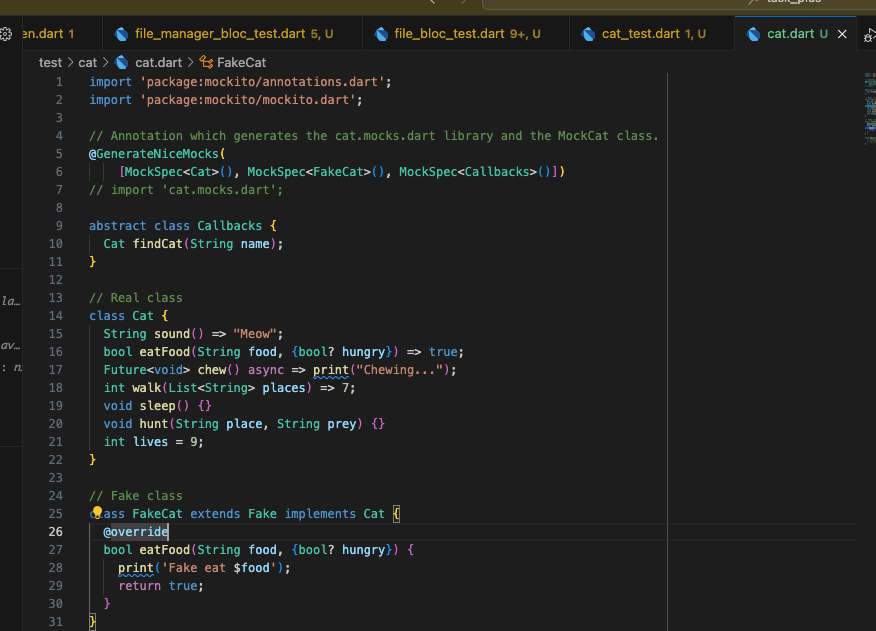 en.dart 1
file_manager_bloc_test.dart 5, U
file_bloc_test.dart 9+, U
cat_test.dart 1, U
cat.dart U
test > cat > cat.dart > FakeCat
1 import 'package:mockito/annotations.dart';
2 import 'package:mockito/mockito.dart';
3
4 // Annotation which generates the cat.mocks.dart library and the MockCat class.
5 @GenerateNiceMocks(
6 [MockSpec<Cat>(), MockSpec<FakeCat>(), MockSpec<Callbacks>()])
7 // import 'cat.mocks.dart';
8
9 abstract class Callbacks {
10 Cat findCat(String name);
11 }
12
13 // Real class
14 class Cat {
15 String sound() => "Meow";
16 bool eatFood(String food, {bool? hungry}) => true;
17 Future<void> chew() async => print("Chewing...");
18 int walk(List<String> places) => 7;
19 void sleep() {}
20 void hunt(String place, String prey) {}
21 int lives = 9;
22 }
23
24 // Fake class
25 class FakeCat extends Fake implements Cat {
26 @override
27 bool eatFood(String food, {bool? hungry}) {
28 print('Fake eat $food');
29 return true;
30 }
31 }
la…
av…